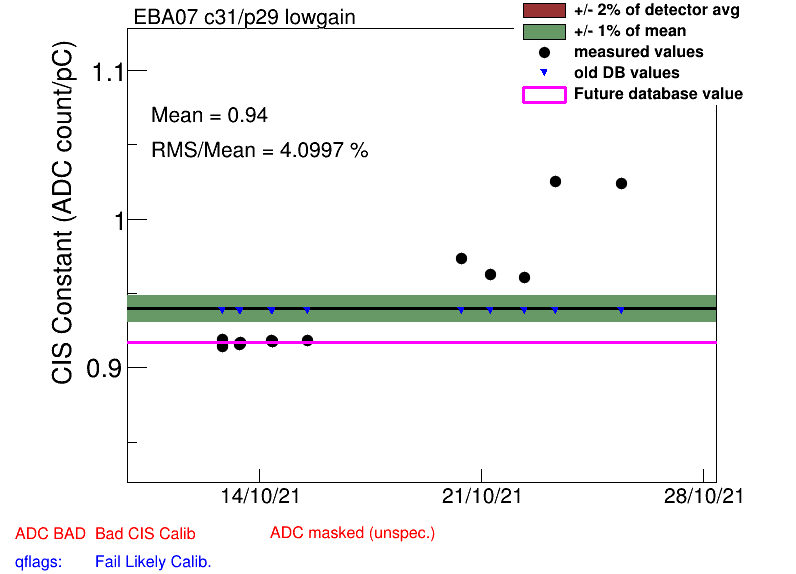 EBA07 c31/p29 lowgain
+/- 2% of detector avg
+/- 1% of mean
measured values
old DB values
Future database value
CIS Constant (ADC count/pC)
Mean = 0.94
RMS/Mean = 4.0997 %
1.1
1
0.9
14/10/21 21/10/21 28/10/21
ADC BAD Bad CIS Calib ADC masked (unspec.)
qflags: Fail Likely Calib.